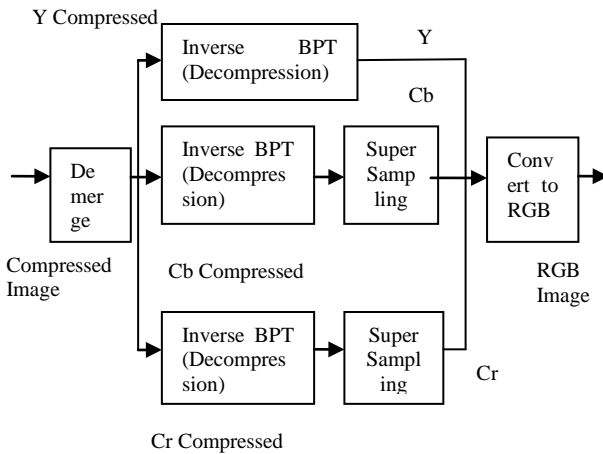 Y Compressed
Inverse BPT
(Decompression)
Y
Cb
De
mer
ge
Inverse BPT
(Decompres
sion)
Super
Samp
ling
Conv
ert to
RGB
Compressed
Image
Cb Compressed
RGB
Image
Inverse BPT
(Decompres
sion)
Super
Sampl
ing
Cr
Cr Compressed